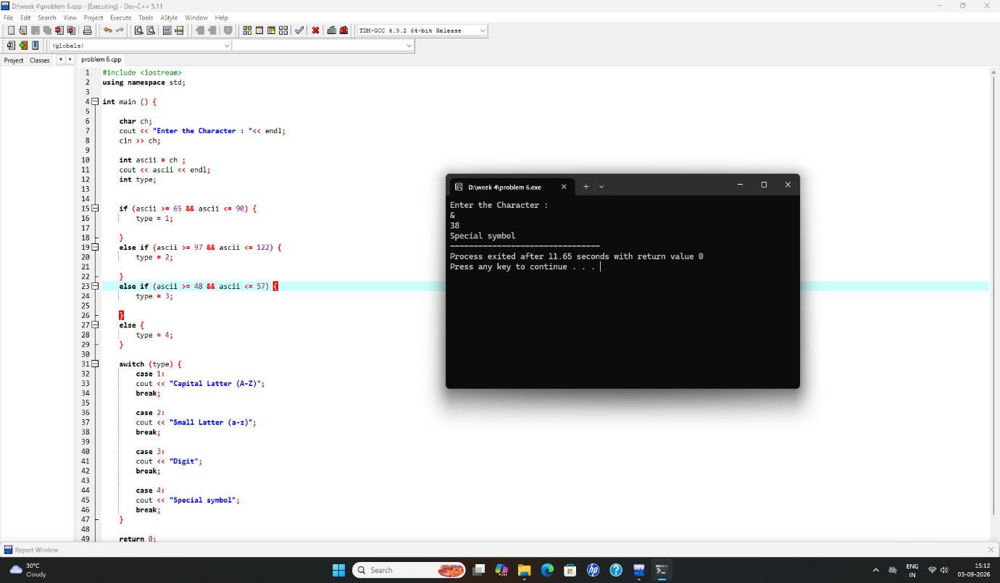 D:\week 4\problem 6.cpp - [Executing] - Dev-C++ 5.11
File Edit Search View Project Execute Tools AStyle Window Help
TDM-GCC 4.9.2 64-bit Release
(globals)
Project Classes problem 6.cpp
1 #include <iostream>
2 using namespace std;
3
4 int main () {
5
6 char ch;
7 cout << "Enter the Character : "<< endl;
8 cin >> ch;
9
10 int ascii = ch ;
11 cout << ascii << endl;
12 int type;
13
14
15 if (ascii >= 65 && ascii <= 90) {
16 type = 1;
17
18 }
19 else if (ascii >= 97 && ascii <= 122) {
20 type = 2;
21
22 }
23 else if (ascii >= 48 && ascii <= 57) {
24 type = 3;
25
26 }
27 else {
28 type = 4;
29 }
30
31 switch (type) {
32 case 1:
33 cout << "Capital Latter (A-Z)";
34 break;
35
36 case 2:
37 cout << "Small Latter (a-z)";
38 break;
39
40 case 3:
41 cout << "Digit";
42 break;
43
44 case 4:
45 cout << "Special symbol";
46 break;
47 }
48
49 return 0;
D:\week 4\problem 6.exe
Enter the Character :
&
38
Special symbol
--------------------------------
Process exited after 11.65 seconds with return value 0
Press any key to continue . . .
Report Window
30°C
Cloudy
Search
ENG
IN
15:12
03-09-2026